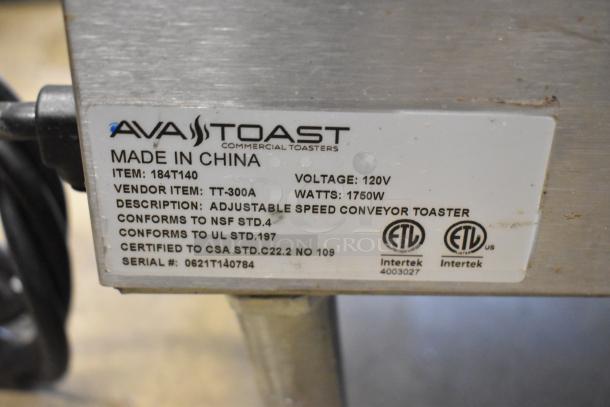 AVATOAST
COMMERCIAL TOASTERS
MADE IN CHINA
ITEM: 184T140
VOLTAGE: 120V
VENDOR ITEM: TT-300A
WATTS: 1750W
DESCRIPTION: ADJUSTABLE SPEED CONVEYOR TOASTER
CONFORMS TO NSF STD.4
CONFORMS TO UL STD.197
CERTIFIED TO CSA STD.C22.2 NO 109
SERIAL #: 0621T140784
ETL
Intertek
4003027
ETL US
Intertek